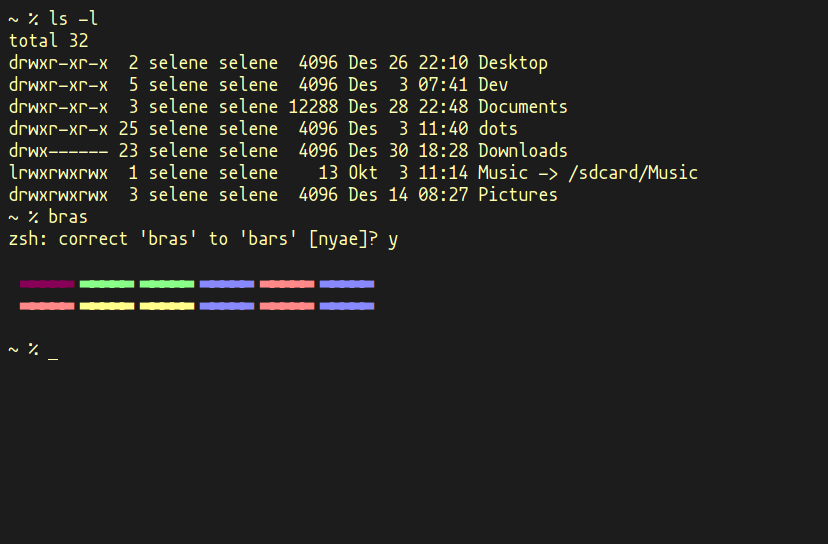 ~ % ls -l
total 32
drwxr-xr-x  2 selene selene  4096 Des 26 22:10 Desktop
drwxr-xr-x  5 selene selene  4096 Des  3 07:41 Dev
drwxr-xr-x  3 selene selene 12288 Des 28 22:48 Documents
drwxr-xr-x 25 selene selene  4096 Des  3 11:40 dots
drwx------ 23 selene selene  4096 Des 30 18:28 Downloads
lrwxrwxrwx  1 selene selene    13 Okt  3 11:14 Music -> /sdcard/Music
drwxrwxrwx  3 selene selene  4096 Des 14 08:27 Pictures
~ % bras
zsh: correct 'bras' to 'bars' [nyae]? y
~ % _